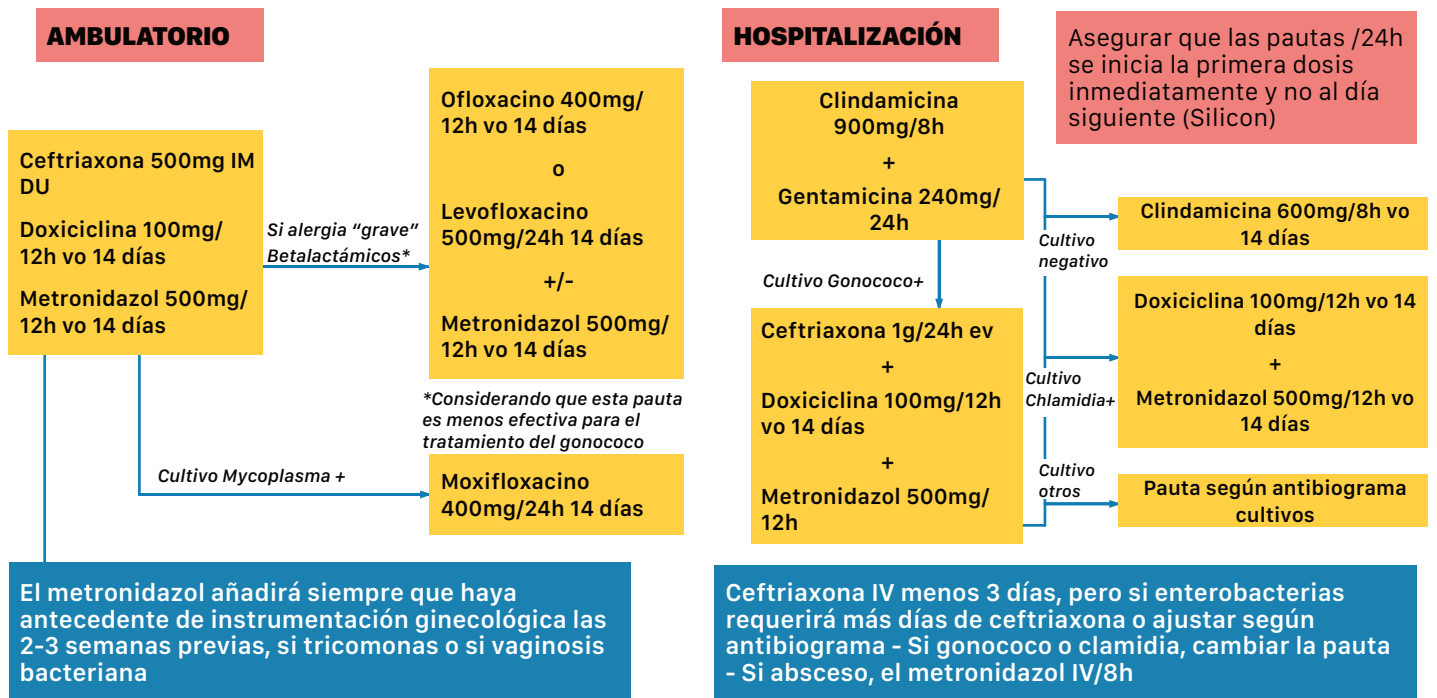 AMBULATORIO
Ceftriaxona 500mg IM
DU
Doxiciclina 100mg/
12h vo 14 días
Metronidazol 500mg/
12h vo 14 días
Si alergia “grave”
Betalactámicos*
Ofloxacino 400mg/
12h vo 14 días
o
Levofloxacino
500mg/24h 14 días
+/-
Metronidazol 500mg/
12h vo 14 días
*Considerando que esta pauta
es menos efectiva para el
tratamiento del gonococo
Cultivo Mycoplasma +
Moxifloxacino
400mg/24h 14 días
El metronidazol añadirá siempre que haya
antecedente de instrumentación ginecológica las
2-3 semanas previas, si tricomonas o si vaginosis
bacteriana
HOSPITALIZACIÓN
Asegurar que las pautas /24h
se inicia la primera dosis
inmediatamente y no al día
siguiente (Silicon)
Clindamicina
900mg/8h
+
Gentamicina 240mg/
24h
Cultivo Gonococo+
Ceftriaxona 1g/24h ev
+
Doxiciclina 100mg/12h
vo 14 días
+
Metronidazol 500mg/
12h
Cultivo
negativo
Clindamicina 600mg/8h vo
14 días
Cultivo
Chlamidia+
Doxiciclina 100mg/12h vo 14
días
+
Metronidazol 500mg/12h vo
14 días
Cultivo
otros
Pauta según antibiograma
cultivos
Ceftriaxona IV menos 3 días, pero si enterobacterias
requerirá más días de ceftriaxona o ajustar según
antibiograma - Si gonococo o clamidia, cambiar la pauta
- Si absceso, el metronidazol IV/8h